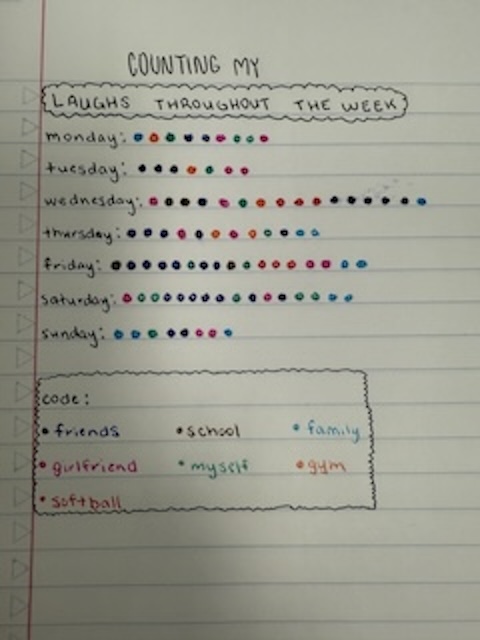 COUNTING MY
LAUGHS THROUGHOUT THE WEEK
monday:
tuesday:
wednesday:
thursday:
friday:
saturday:
sunday:
code:
• friends • school • family
• girlfriend • myself • gym
• softball